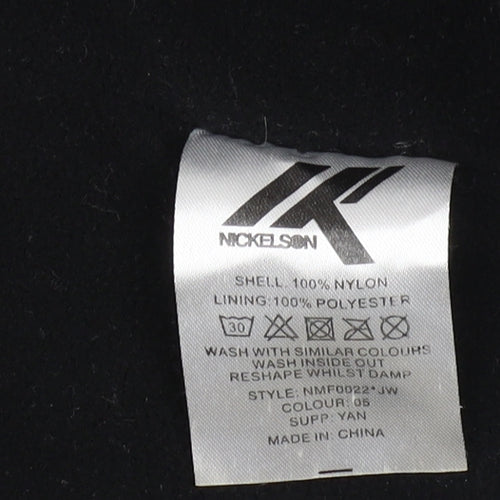 NICKELSON
SHELL. 100% NYLON
LINING:100% POLYESTER
30
WASH WITH SIMILAR COLOURS
WASH INSIDE OUT
RESHAPE WHILST DAMP
STYLE: NMF0022*JW
COLOUR: 05
SUPP: YAN
MADE IN: CHINA